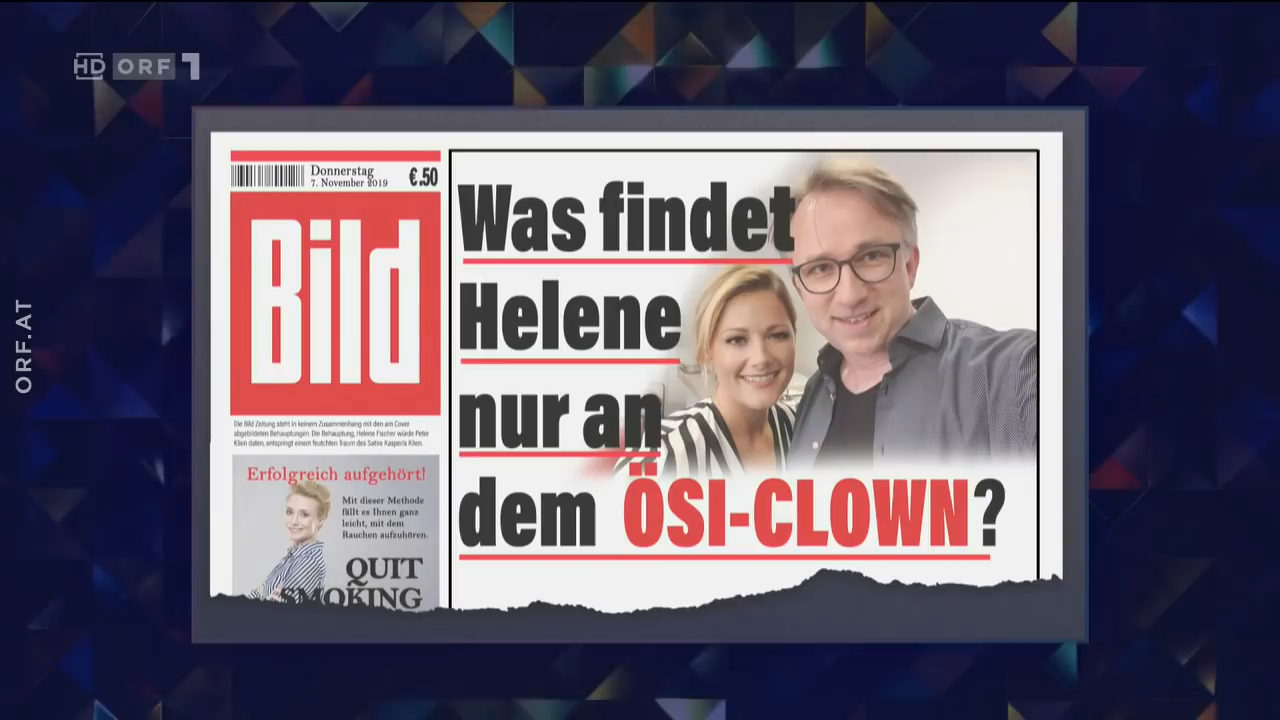 HD ORF 1
ORF.AT
Donnerstag
7. November 2019
€.50
Bild
Die Bild Zeitung steht in keinem Zusammenhang mit den am Cover
abgebildeten Behauptungen. Die Behauptung, Helene Fischer würde Peter
Klien daten, entspringt einem feuchten Traum des Satire Kasperls Klien.
Erfolgreich aufgehört!
Mit dieser Methode
fällt es Ihnen ganz
leicht, mit dem
Rauchen aufzuhören.
QUIT
SMOKING
Was findet
Helene
nur an
dem ÖSI-CLOWN?